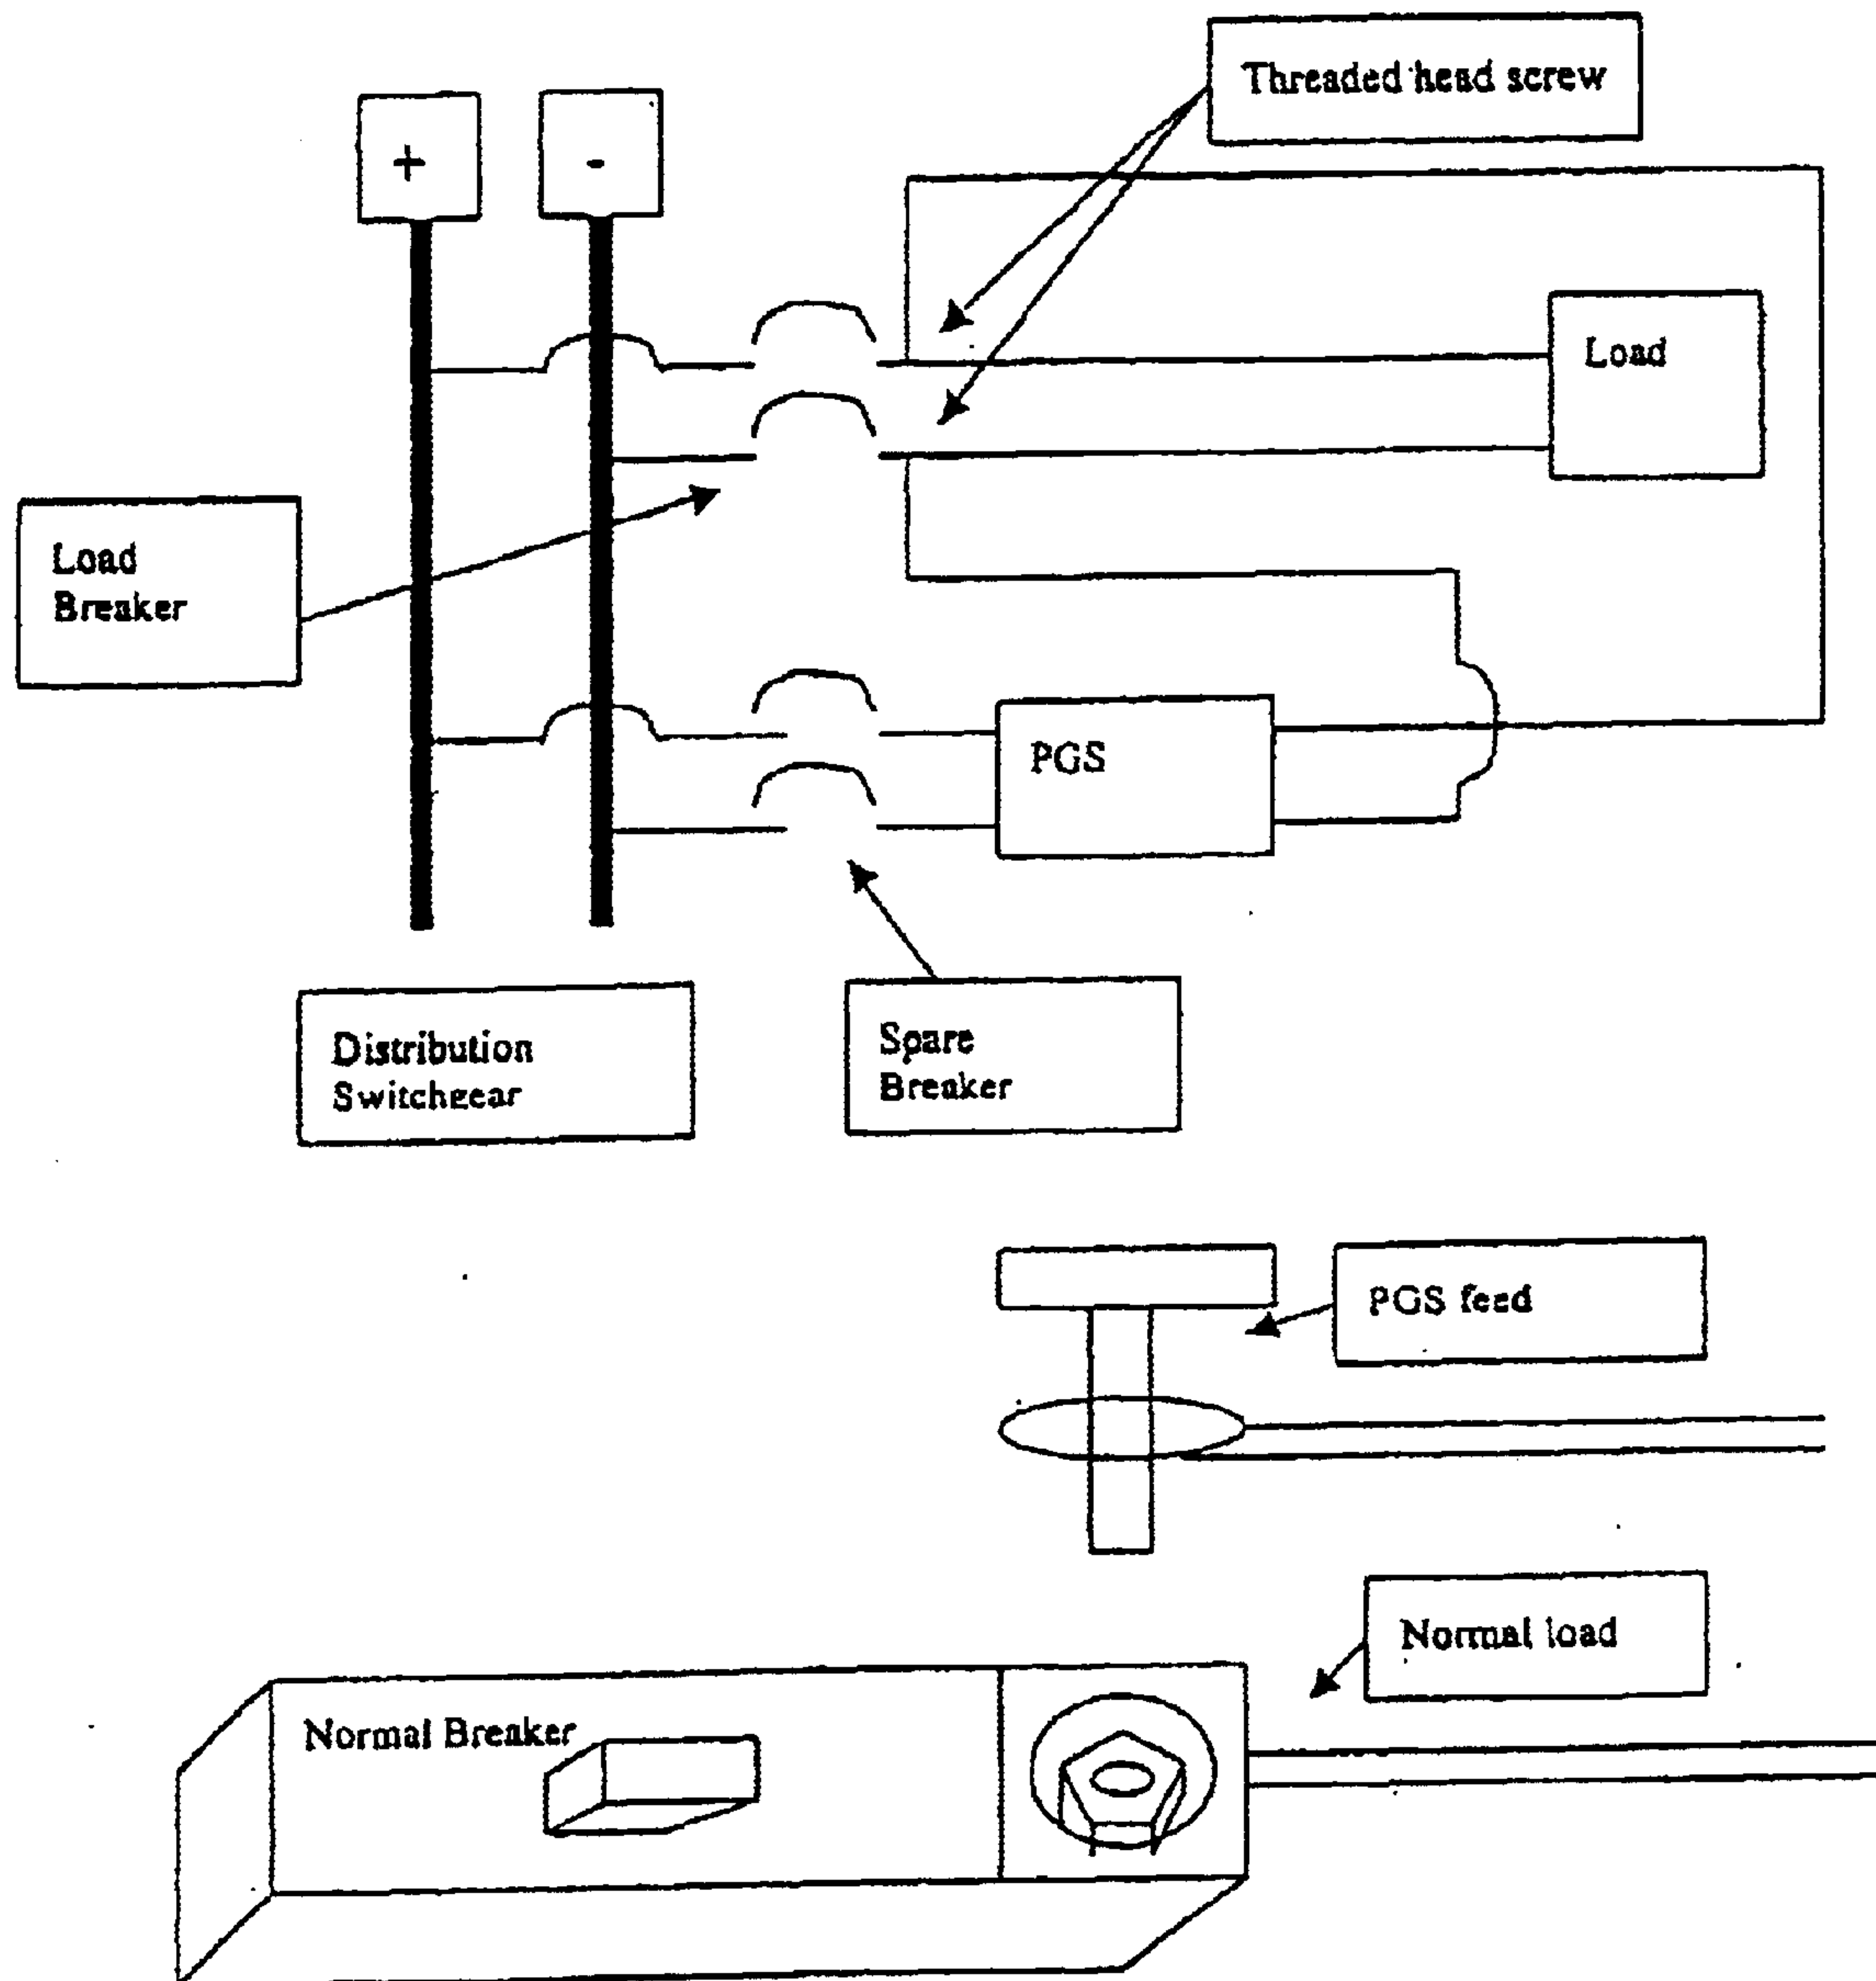 Threaded head screw
+
-
Load
Load
Breaker
PGS
Distribution
Switchgear
Spare
Breaker
PGS feed
Normal load
Normal Breaker